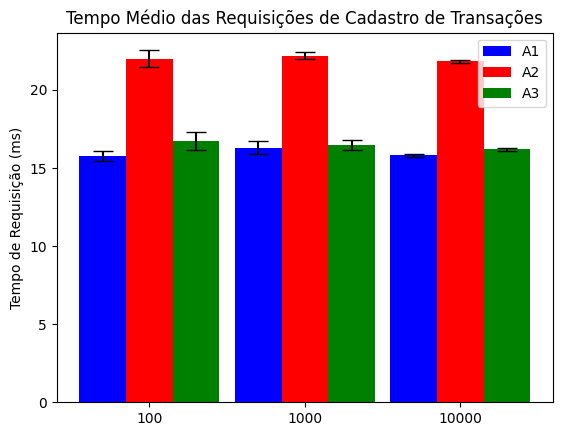 Tempo Médio das Requisições de Cadastro de Transações
Tempo de Requisição (ms)
20
15
10
5
0
100
1000
10000
A1
A2
A3